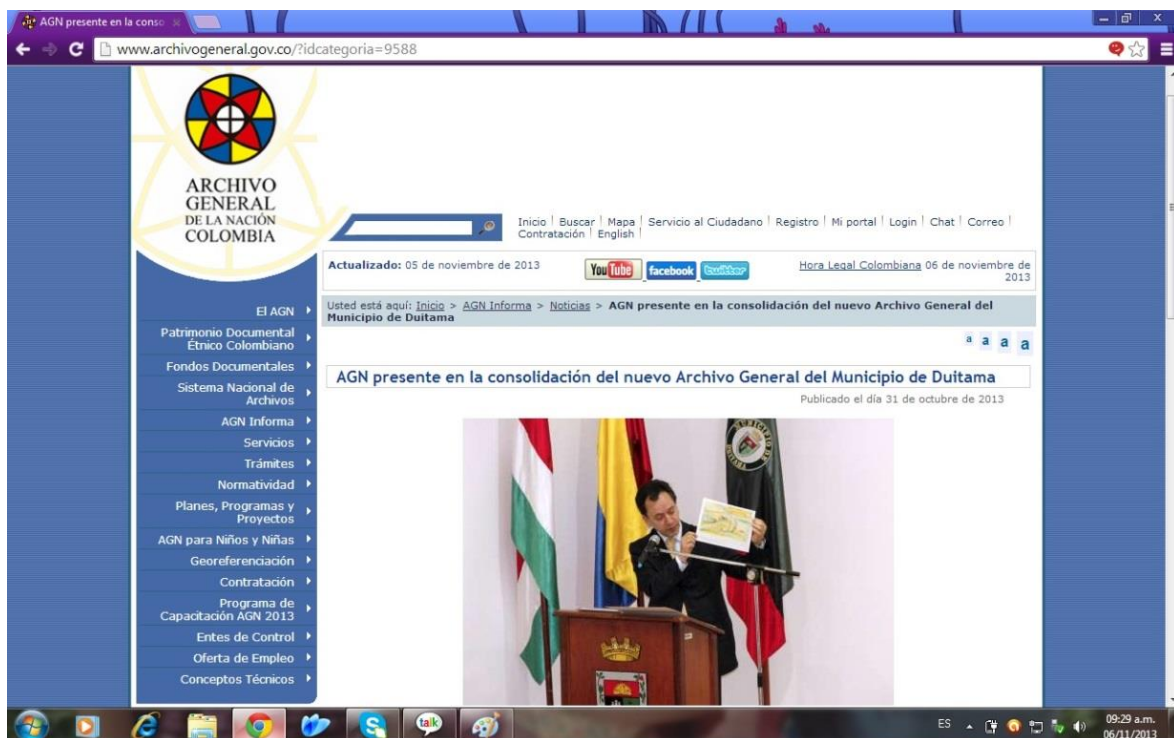 AGN presente en la conso
www.archivogeneral.gov.co/?idcategoria=9588
ARCHIVO
GENERAL
DE LA NACIÓN
COLOMBIA
Inicio | Buscar | Mapa | Servicio al Ciudadano | Registro | Mi portal | Login | Chat | Correo |
Contratación | English |
Actualizado: 05 de noviembre de 2013
YouTube facebook twitter
Hora Legal Colombiana 06 de noviembre de
2013
Usted está aquí: Inicio > AGN Informa > Noticias > AGN presente en la consolidación del nuevo Archivo General del
Municipio de Duitama
a a a a
El AGN
Patrimonio Documental
Étnico Colombiano
Fondos Documentales
Sistema Nacional de
Archivos
AGN Informa
Servicios
Trámites
Normatividad
Planes, Programas y
Proyectos
AGN para Niños y Niñas
Georeferenciación
Contratación
Programa de
Capacitación AGN 2013
Entes de Control
Oferta de Empleo
Conceptos Técnicos
AGN presente en la consolidación del nuevo Archivo General del Municipio de Duitama
Publicado el día 31 de octubre de 2013
MUNICIPIO DE
talk
ES
09:29 a.m.
06/11/2013